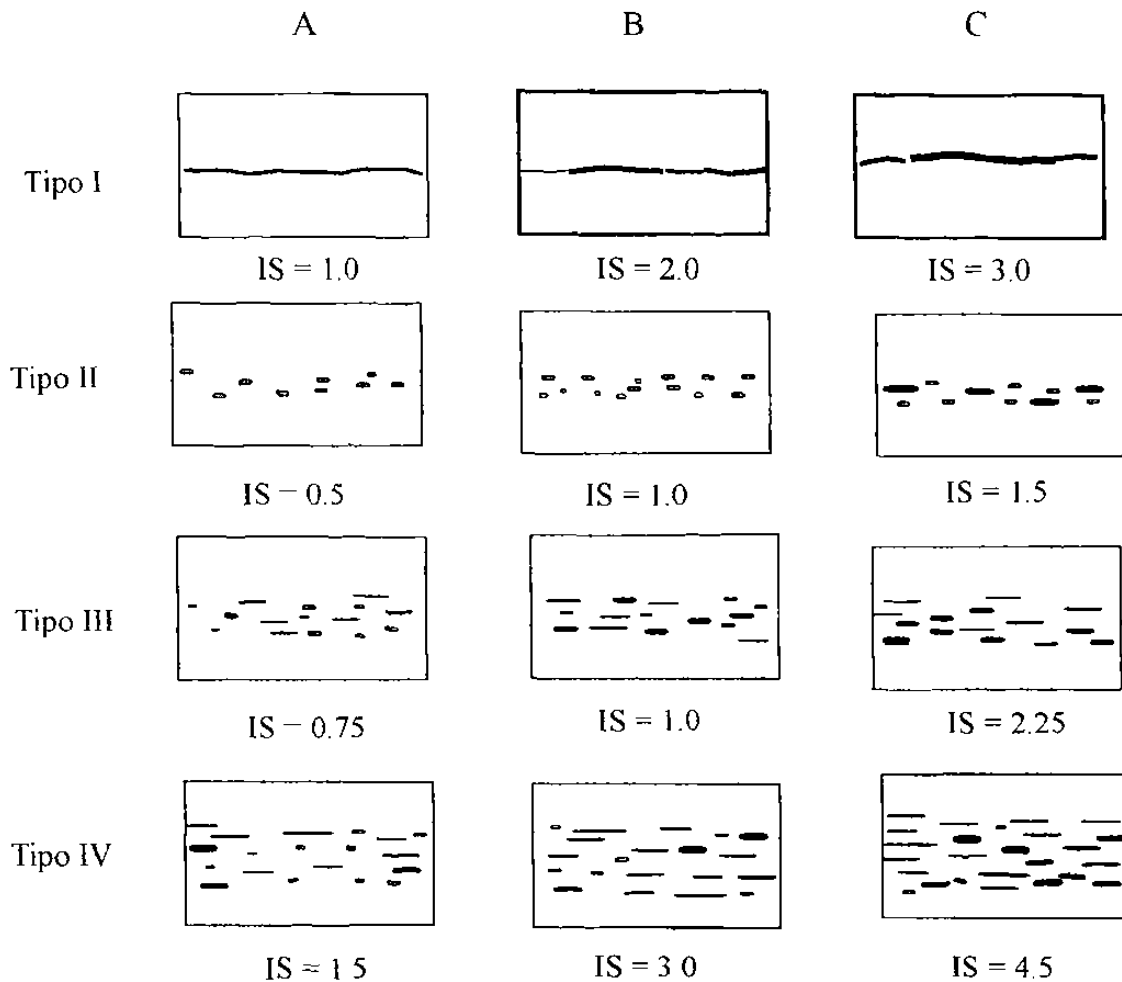 A B C
Tipo I
IS = 1.0 IS = 2.0 IS = 3.0
Tipo II
IS = 0.5 IS = 1.0 IS = 1.5
Tipo III
IS = 0.75 IS = 1.0 IS = 2.25
Tipo IV
IS = 1.5 IS = 3.0 IS = 4.5